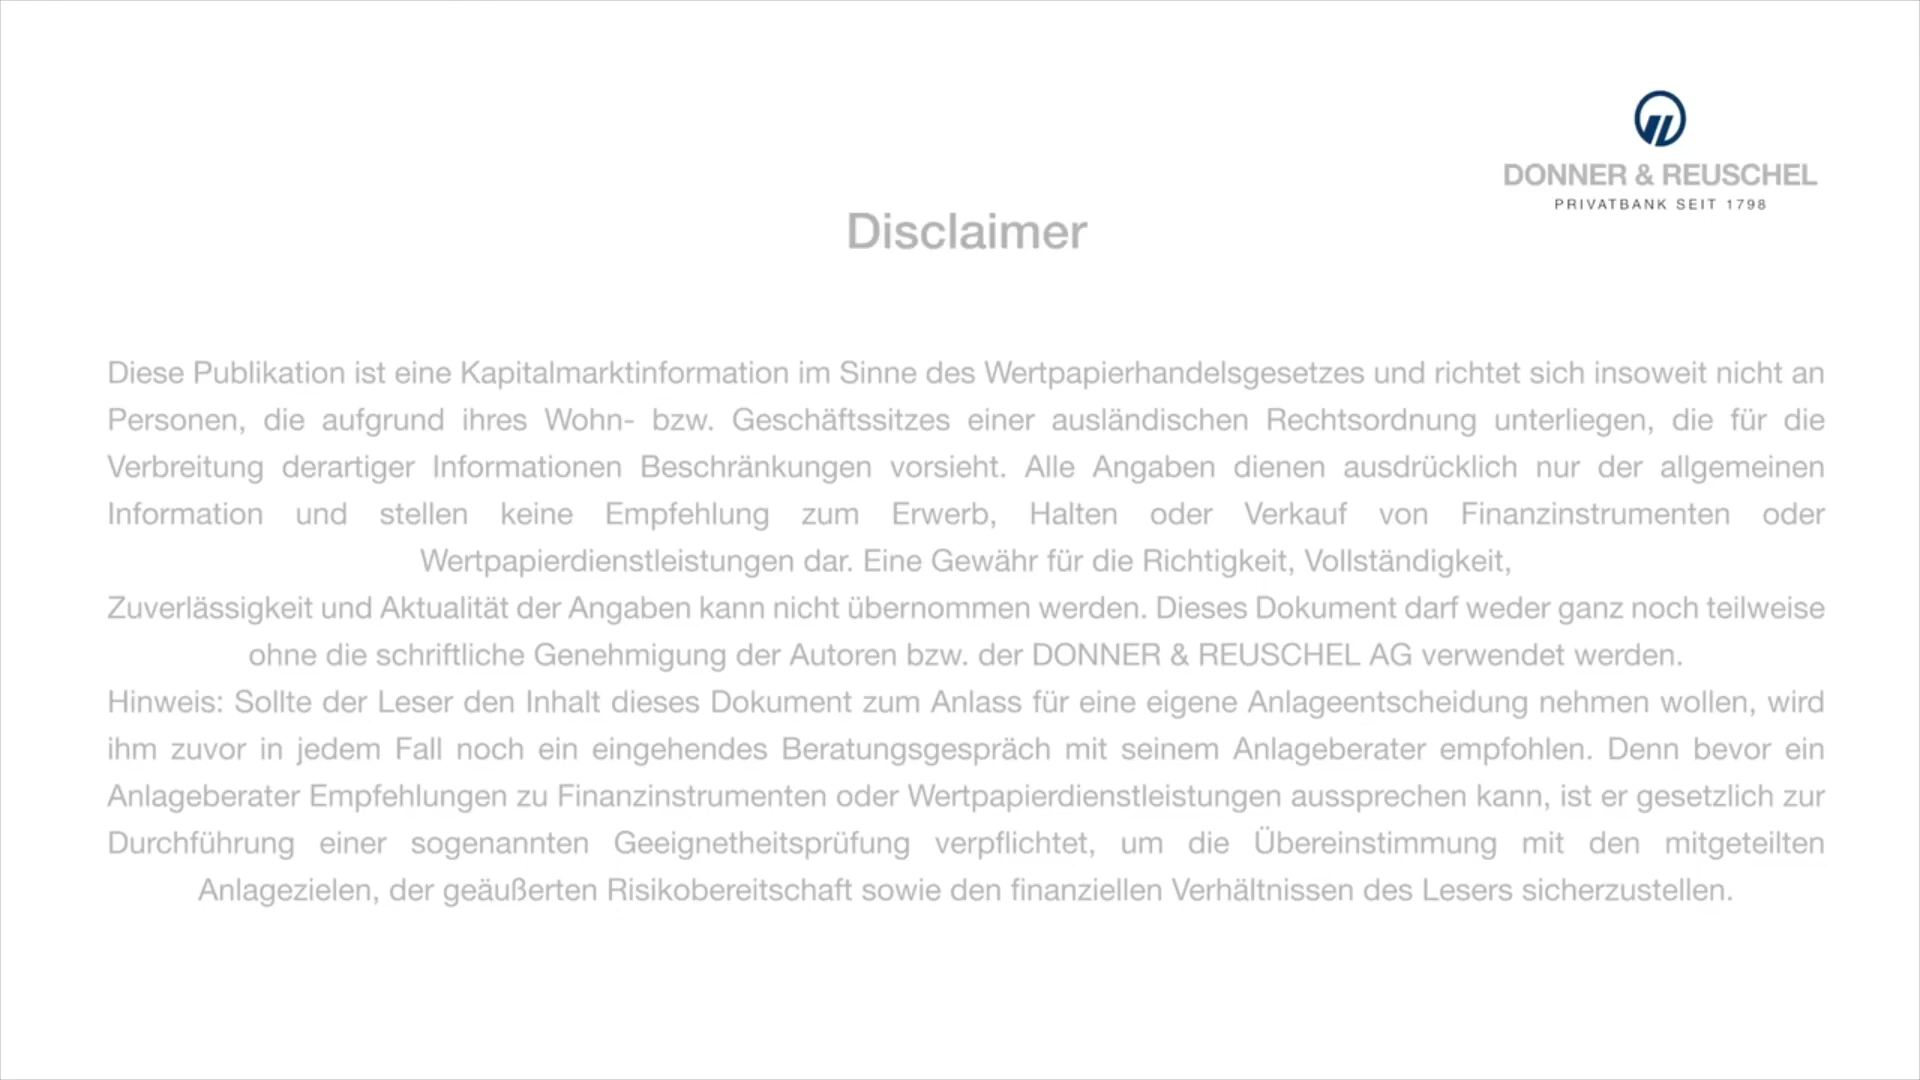 DONNER & REUSCHEL
PRIVATBANK SEIT 1798
Disclaimer
Diese Publikation ist eine Kapitalmarktinformation im Sinne des Wertpapierhandelsgesetzes und richtet sich insoweit nicht an
Personen, die aufgrund ihres Wohn- bzw. Geschäftssitzes einer ausländischen Rechtsordnung unterliegen, die für die
Verbreitung derartiger Informationen Beschränkungen vorsieht. Alle Angaben dienen ausdrücklich nur der allgemeinen
Information und stellen keine Empfehlung zum Erwerb, Halten oder Verkauf von Finanzinstrumenten oder
Wertpapierdienstleistungen dar. Eine Gewähr für die Richtigkeit, Vollständigkeit,
Zuverlässigkeit und Aktualität der Angaben kann nicht übernommen werden. Dieses Dokument darf weder ganz noch teilweise
ohne die schriftliche Genehmigung der Autoren bzw. der DONNER & REUSCHEL AG verwendet werden.
Hinweis: Sollte der Leser den Inhalt dieses Dokument zum Anlass für eine eigene Anlageentscheidung nehmen wollen, wird
ihm zuvor in jedem Fall noch ein eingehendes Beratungsgespräch mit seinem Anlageberater empfohlen. Denn bevor ein
Anlageberater Empfehlungen zu Finanzinstrumenten oder Wertpapierdienstleistungen aussprechen kann, ist er gesetzlich zur
Durchführung einer sogenannten Geeignetheitsprüfung verpflichtet, um die Übereinstimmung mit den mitgeteilten
Anlagezielen, der geäußerten Risikobereitschaft sowie den finanziellen Verhältnissen des Lesers sicherzustellen.